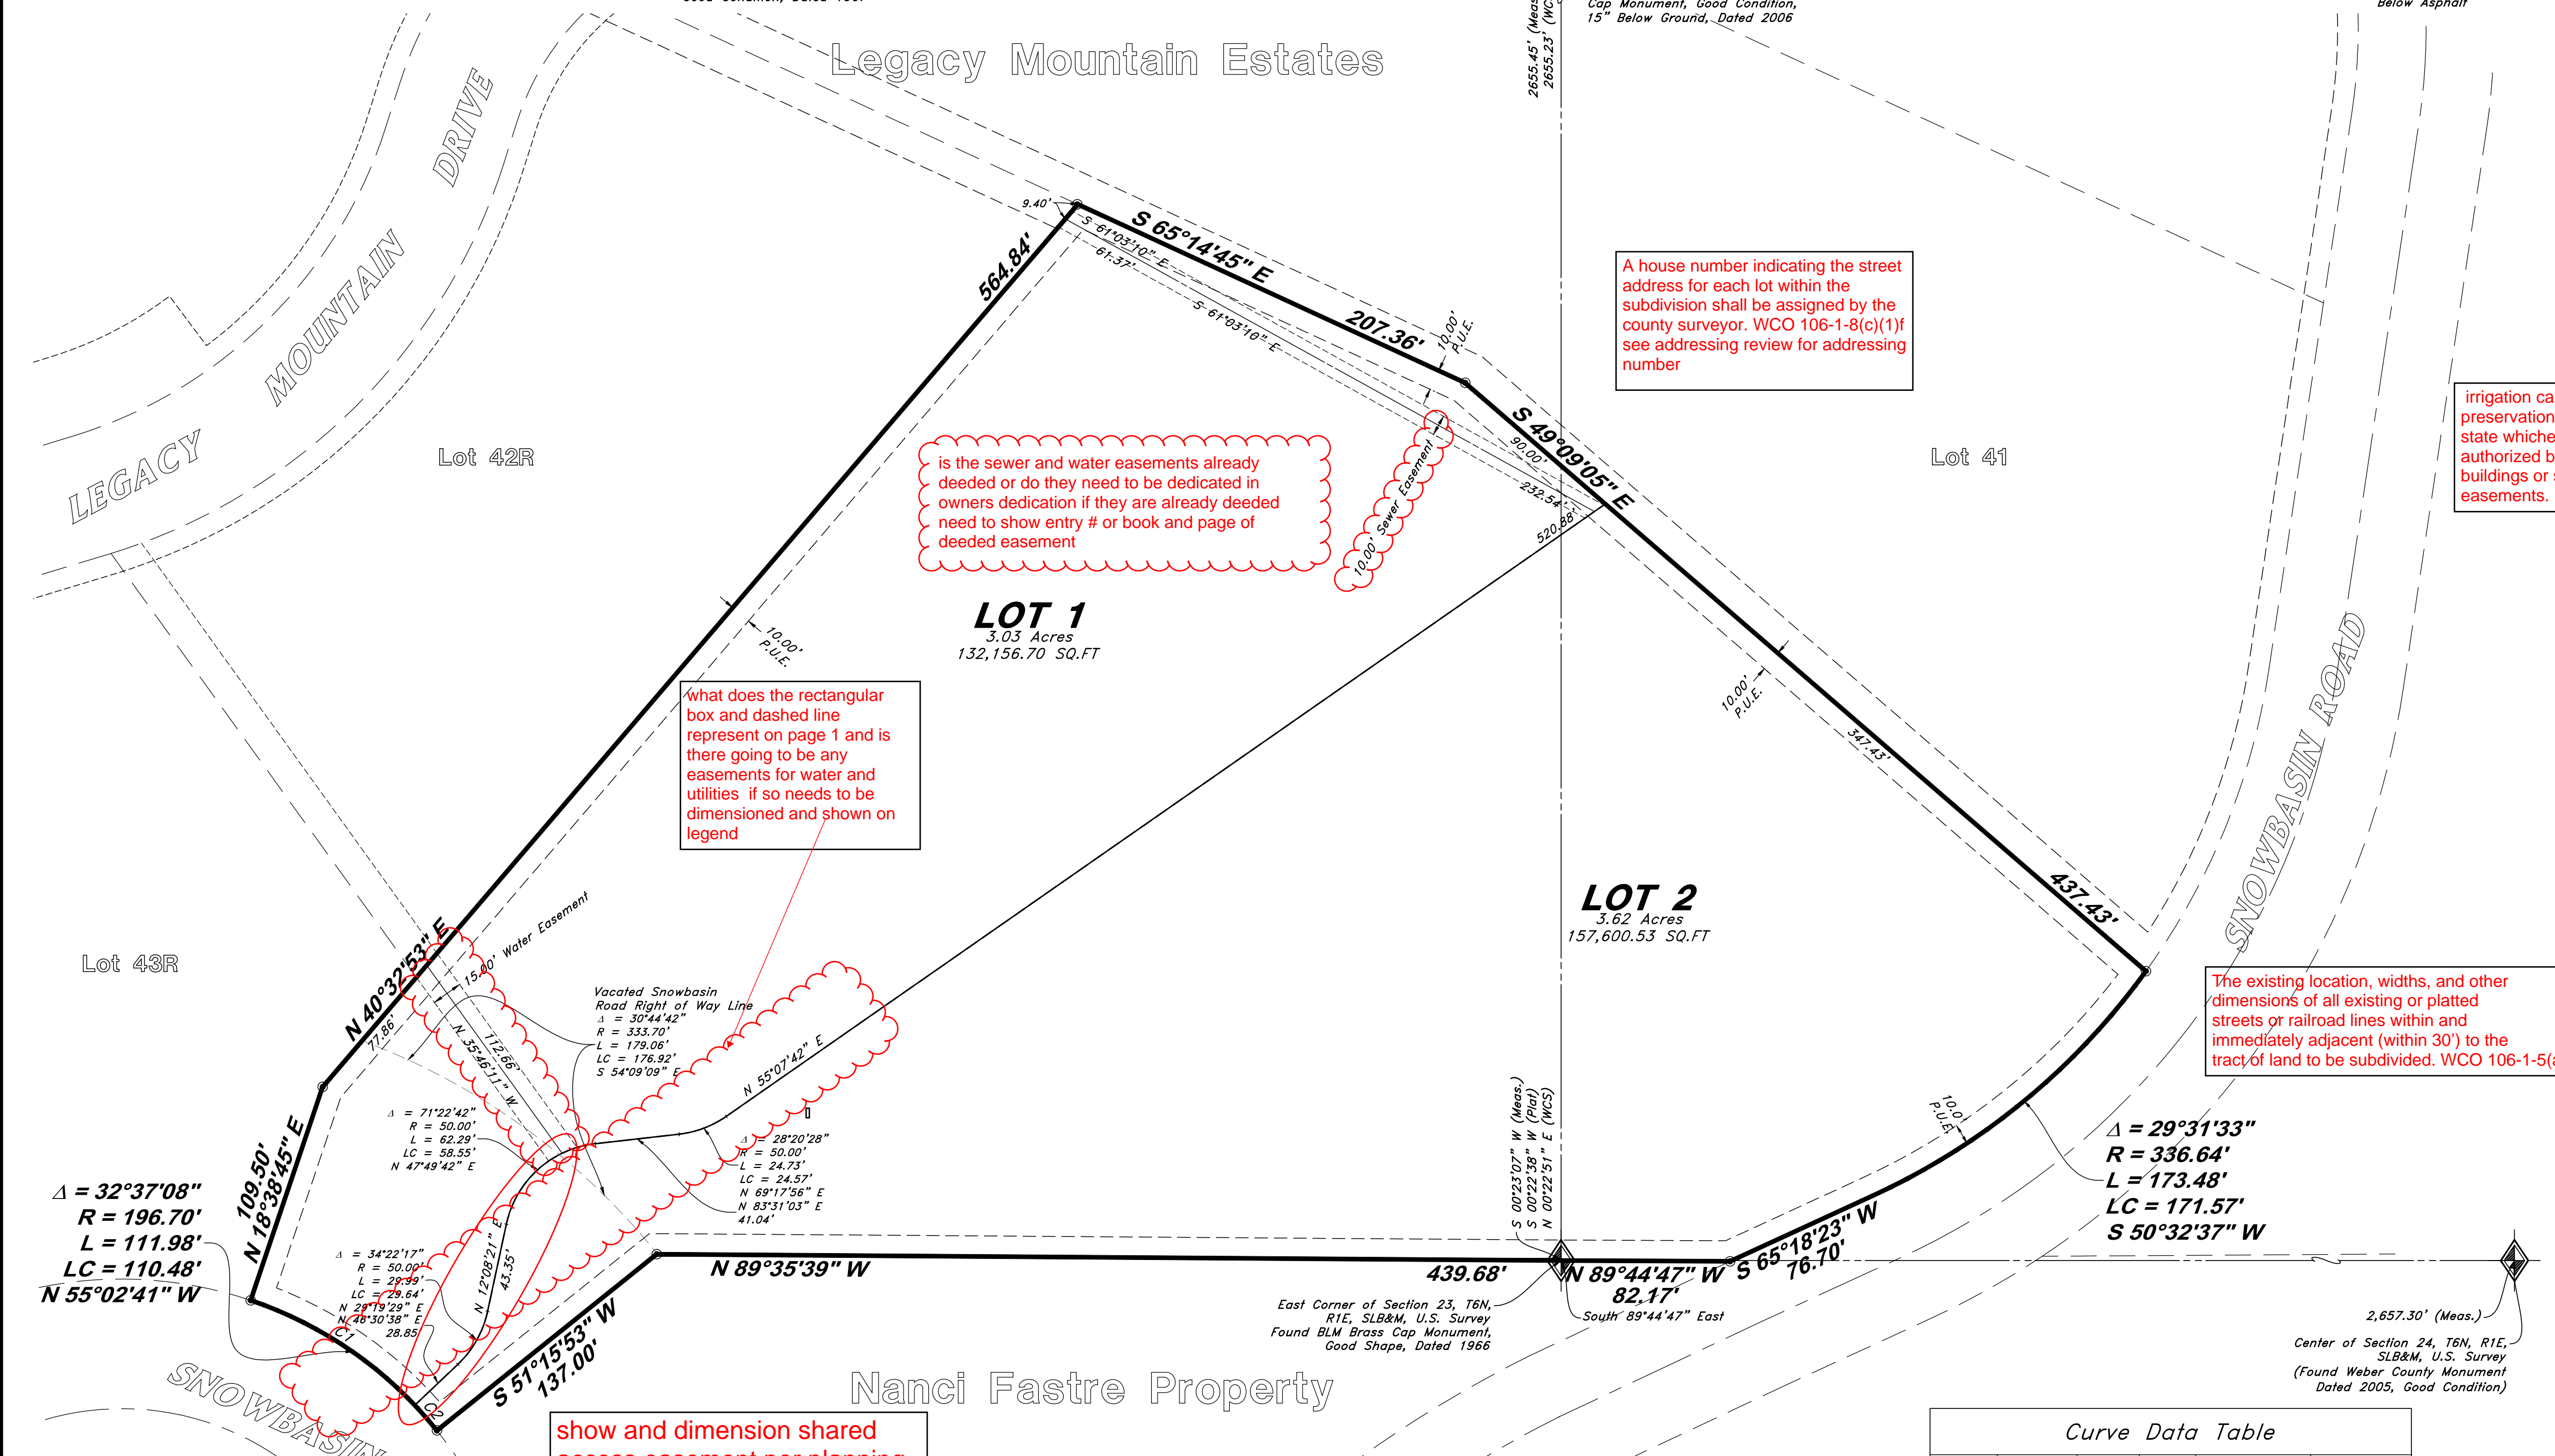 Cap Monument, Good Condition,
15" Below Ground, Dated 2006
Below Asphalt
2655.45' (Meas
2655.23' (WC
Legacy Mountain Estates
LEGACY MOUNTAIN DRIVE
9.40'
S 65°14'45" E
207.36'
S 61°03'10" E
61.37'
S 61°03'10" E
564.84'
10.00'
P.U.E.
A house number indicating the street
address for each lot within the
subdivision shall be assigned by the
county surveyor. WCO 106-1-8(c)(1)f
see addressing review for addressing
number
irrigation ca
preservation
state whiche
authorized b
buildings or s
easements.
Lot 42R
Lot 41
is the sewer and water easements already
deeded or do they need to be dedicated in
owners dedication if they are already deeded
need to show entry # or book and page of
deeded easement
10.00' Sewer Easement
S 49°09'05" E
90.00'
232.54'
520.88'
LOT 1
3.03 Acres
132,156.70 SQ.FT
10.00'
P.U.E.
10.00'
P.U.E.
347.43'
437.43'
SNOWBASIN ROAD
what does the rectangular
box and dashed line
represent on page 1 and is
there going to be any
easements for water and
utilities if so needs to be
dimensioned and shown on
legend
LOT 2
3.62 Acres
157,600.53 SQ.FT
Lot 43R
N 40°32'53" E
77.86'
15.00' Water Easement
N 35°46'11" W
112.66'
Vacated Snowbasin
Road Right of Way Line
Δ = 30°44'42"
R = 333.70'
L = 179.06'
LC = 176.92'
S 54°09'09" E
N 55°07'42" E
The existing location, widths, and other
dimensions of all existing or platted
streets or railroad lines within and
immediately adjacent (within 30') to the
tract of land to be subdivided. WCO 106-1-5(a
Δ = 71°22'42"
R = 50.00'
L = 62.29'
LC = 58.55'
N 47°49'42" E
Δ = 28°20'28"
R = 50.00'
L = 24.73'
LC = 24.57'
N 69°17'56" E
N 83°31'03" E
41.04'
S 00°23'07" W (Meas.)
S 00°22'38" W (Plat)
N 00°22'51" E (WCS)
10.0'
P.U.E.
Δ = 29°31'33"
R = 336.64'
L = 173.48'
LC = 171.57'
S 50°32'37" W
109.50'
N 18°38'45" E
Δ = 32°37'08"
R = 196.70'
L = 111.98'
LC = 110.48'
N 55°02'41" W
Δ = 34°22'17"
R = 50.00'
L = 29.99'
LC = 29.64'
N 29°19'29" E
N 46°30'38" E
28.85
N 12°08'21" E
43.35'
C1
C2
N 89°35'39" W
439.68'
N 89°44'47" W
82.17'
S 65°18'23" W
76.70'
South 89°44'47" East
East Corner of Section 23, T6N,
R1E, SLB&M, U.S. Survey
Found BLM Brass Cap Monument,
Good Shape, Dated 1966
2,657.30' (Meas.)
Center of Section 24, T6N, R1E,
SLB&M, U.S. Survey
(Found Weber County Monument
Dated 2005, Good Condition)
S 51°15'53" W
137.00'
SNOWBASIN
Nanci Fastre Property
show and dimension shared
access easement per planning
Curve Data Table